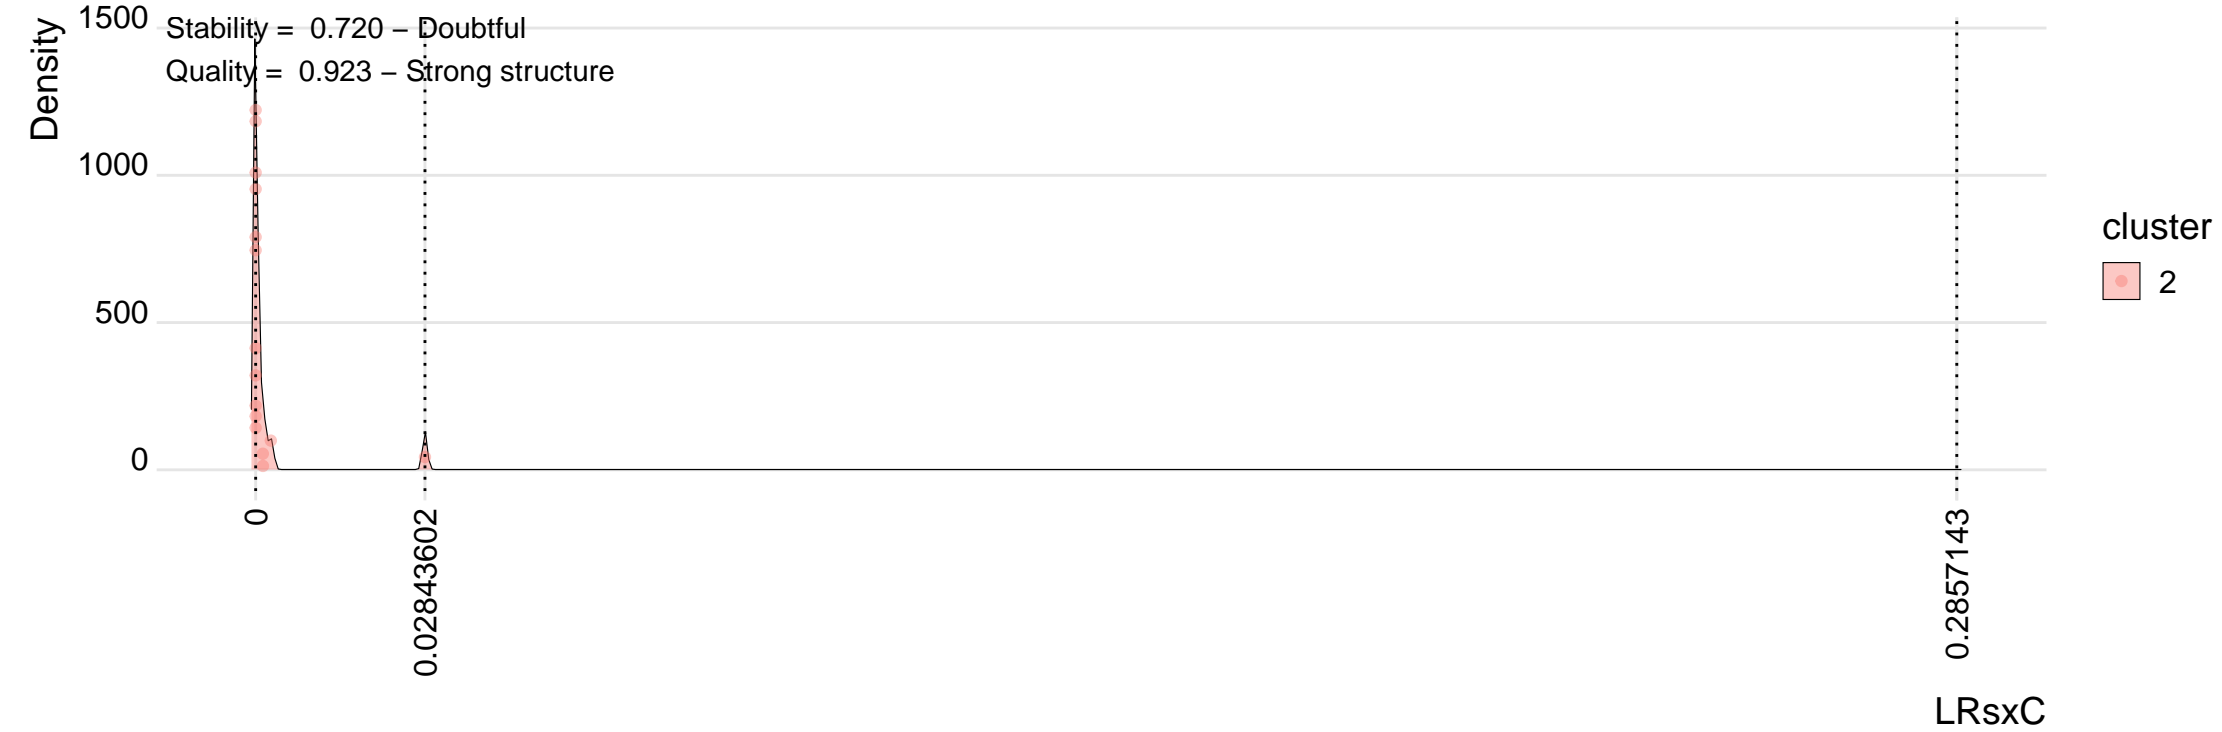 Density
1500
1000
500
0
Stability =  0.720 − Doubtful
Quality =  0.923 − Strong structure
0
0.02843602
0.2857143
LRsxC
cluster
2